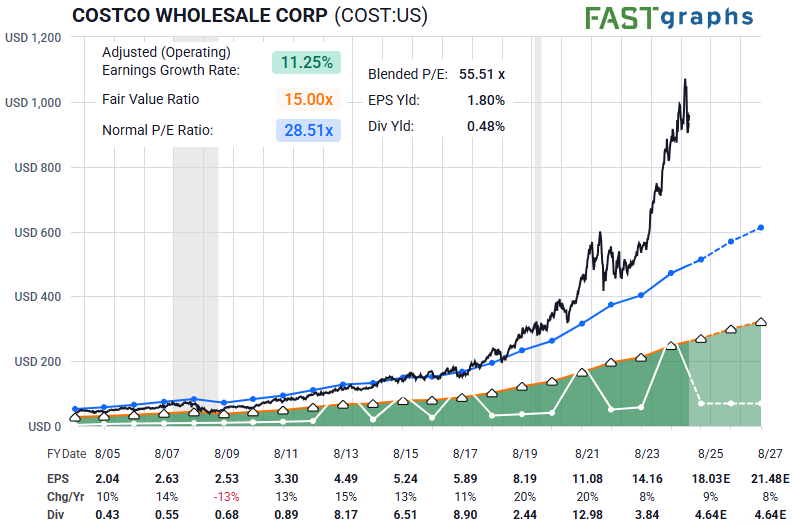 COSTCO WHOLESALE CORP (COST:US)
FAST graphs
USD 1,200
Adjusted (Operating)
Earnings Growth Rate: 11.25%
Fair Value Ratio 15.00x
Normal P/E Ratio: 28.51x
Blended P/E: 55.51 x
EPS Yld: 1.80%
Div Yld: 0.48%
USD 1,000
USD 800
USD 600
USD 400
USD 200
USD 0
FY Date 8/05 8/07 8/09 8/11 8/13 8/15 8/17 8/19 8/21 8/23 8/25 8/27
EPS 2.04 2.63 2.53 3.30 4.49 5.24 5.89 8.19 11.08 14.16 18.03E 21.48E
Chg/Yr 10% 14% -13% 13% 15% 13% 11% 20% 20% 8% 9% 8%
Div 0.43 0.55 0.68 0.89 8.17 6.51 8.90 2.44 12.98 3.84 4.64E 4.64E